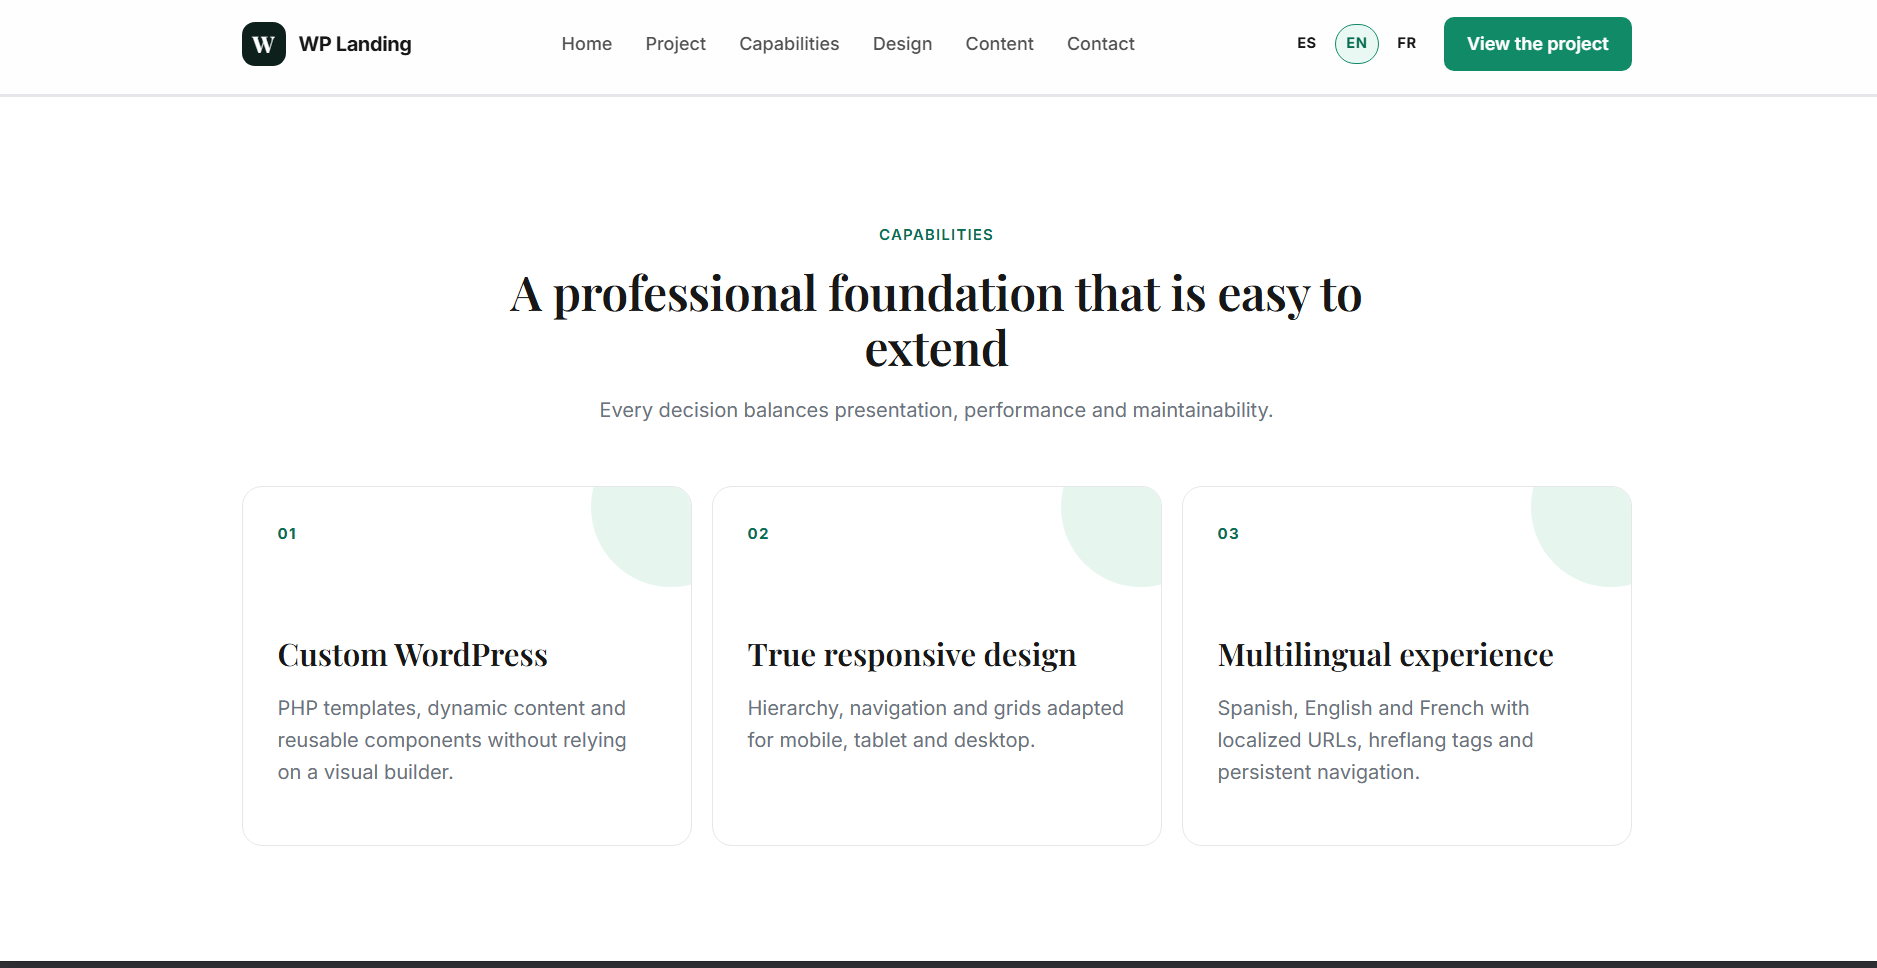 W WP Landing Home Project Capabilities Design Content Contact ES EN FR View the project
CAPABILITIES
A professional foundation that is easy to
extend
Every decision balances presentation, performance and maintainability.
01
Custom WordPress
PHP templates, dynamic content and
reusable components without relying
on a visual builder.
02
True responsive design
Hierarchy, navigation and grids adapted
for mobile, tablet and desktop.
03
Multilingual experience
Spanish, English and French with
localized URLs, hreflang tags and
persistent navigation.